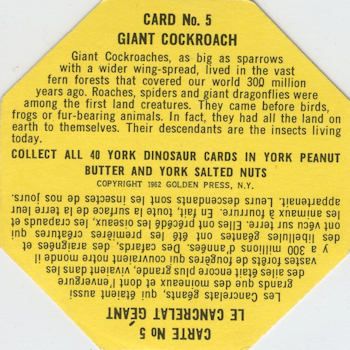 CARD No. 5
GIANT COCKROACH
Giant Cockroaches, as big as sparrows
with a wider wing-spread, lived in the vast
fern forests that covered our world 300 million
years ago. Roaches, spiders and giant dragonflies were
among the first land creatures. They came before birds,
frogs or fur-bearing animals. In fact, they had all the land on
earth to themselves. Their descendants are the insects living
today.
COLLECT ALL 40 YORK DINOSAUR CARDS IN YORK PEANUT
BUTTER AND YORK SALTED NUTS
COPYRIGHT 1962 GOLDEN PRESS, N.Y.
CARTE No 5
LE CANCRELAT GÉANT
Les Cancrelats géants, qui étaient aussi
gros que des moineaux et dont l'envergure
des ailes était encore plus grande, vivaient dans les
vastes forêts de fougères qui couvraient notre monde il
y a 300 millions d'années. Des cafards, des araignées et
des libellules géantes ont été les premières créatures qui
ont vécu sur terre. Elles ont précédé les oiseaux, les crapauds et
les animaux à fourrure. En fait, toute la surface de la terre leur
appartenait. Leurs descendants sont les insectes de nos jours.